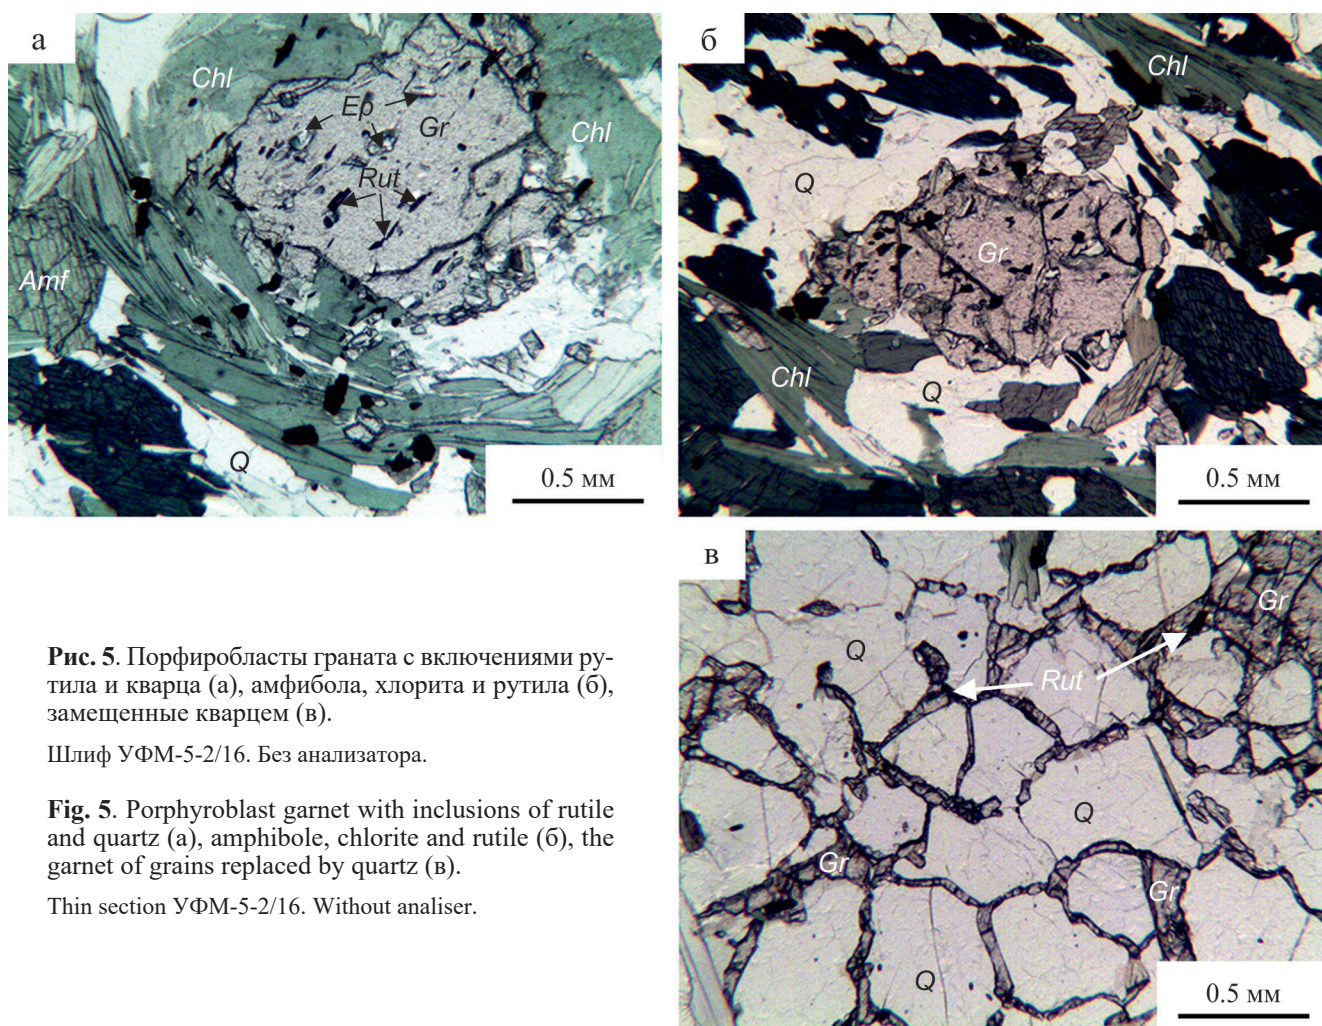 а
Chl
Ep
Gr
Chl
Rut
Amf
Q
0.5 мм
б
Chl
Q
Gr
Chl
Q
0.5 мм
в
Gr
Q
Rut
Q
Gr
Gr
Q
0.5 мм
Рис. 5. Порфиробласты граната с включениями ру-
тила и кварца (а), амфибола, хлорита и рутила (б),
замещенные кварцем (в).
Шлиф УФМ-5-2/16. Без анализатора.
Fig. 5. Porphyroblast garnet with inclusions of rutile
and quartz (а), amphibole, chlorite and rutile (б), the
garnet of grains replaced by quartz (в).
Thin section УФМ-5-2/16. Without analiser.